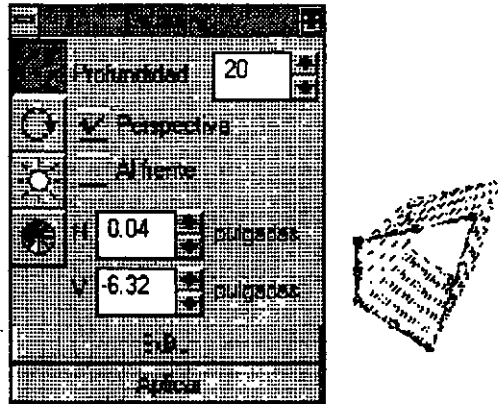 Profundidad 20
Perspectiva
Al frente
H 0.04 pulgadas
V -6.32 pulgadas
Aplicar